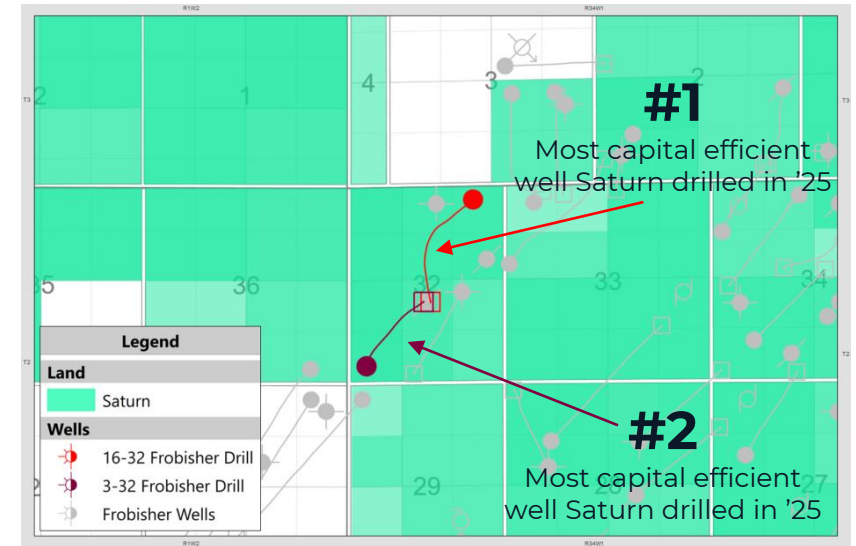 R1W2
R34W1
T3
2
1
4
3
2
T3
#1
Most capital efficient
well Saturn drilled in '25
35
36
32
33
34
T2
T2
Legend
Land
Saturn
Wells
16-32 Frobisher Drill
3-32 Frobisher Drill
Frobisher Wells
#2
Most capital efficient
well Saturn drilled in '25
29
27
R1W2
R34W1